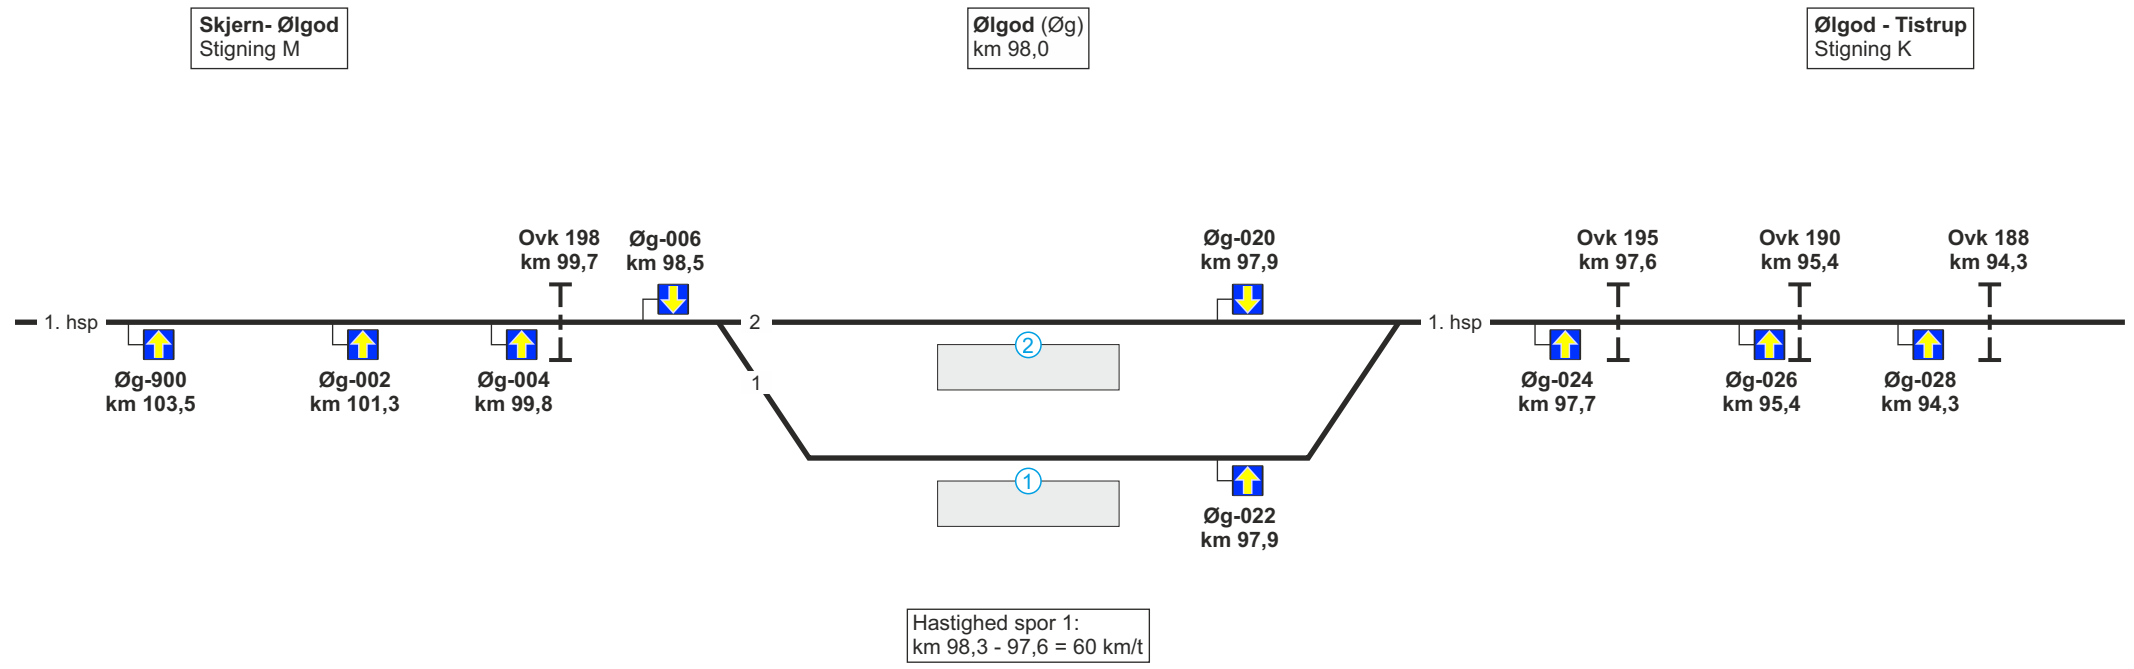 Skjern- Ølgod
Stigning M
Ølgod (Øg)
km 98,0
Ølgod - Tistrup
Stigning K
Ovk 198
km 99,7
Øg-006
km 98,5
Øg-020
km 97,9
Ovk 195
km 97,6
Ovk 190
km 95,4
Ovk 188
km 94,3
1. hsp
2
1. hsp
2
Øg-900
km 103,5
Øg-002
km 101,3
Øg-004
km 99,8
1
Øg-024
km 97,7
Øg-026
km 95,4
Øg-028
km 94,3
1
Øg-022
km 97,9
Hastighed spor 1:
km 98,3 - 97,6 = 60 km/t